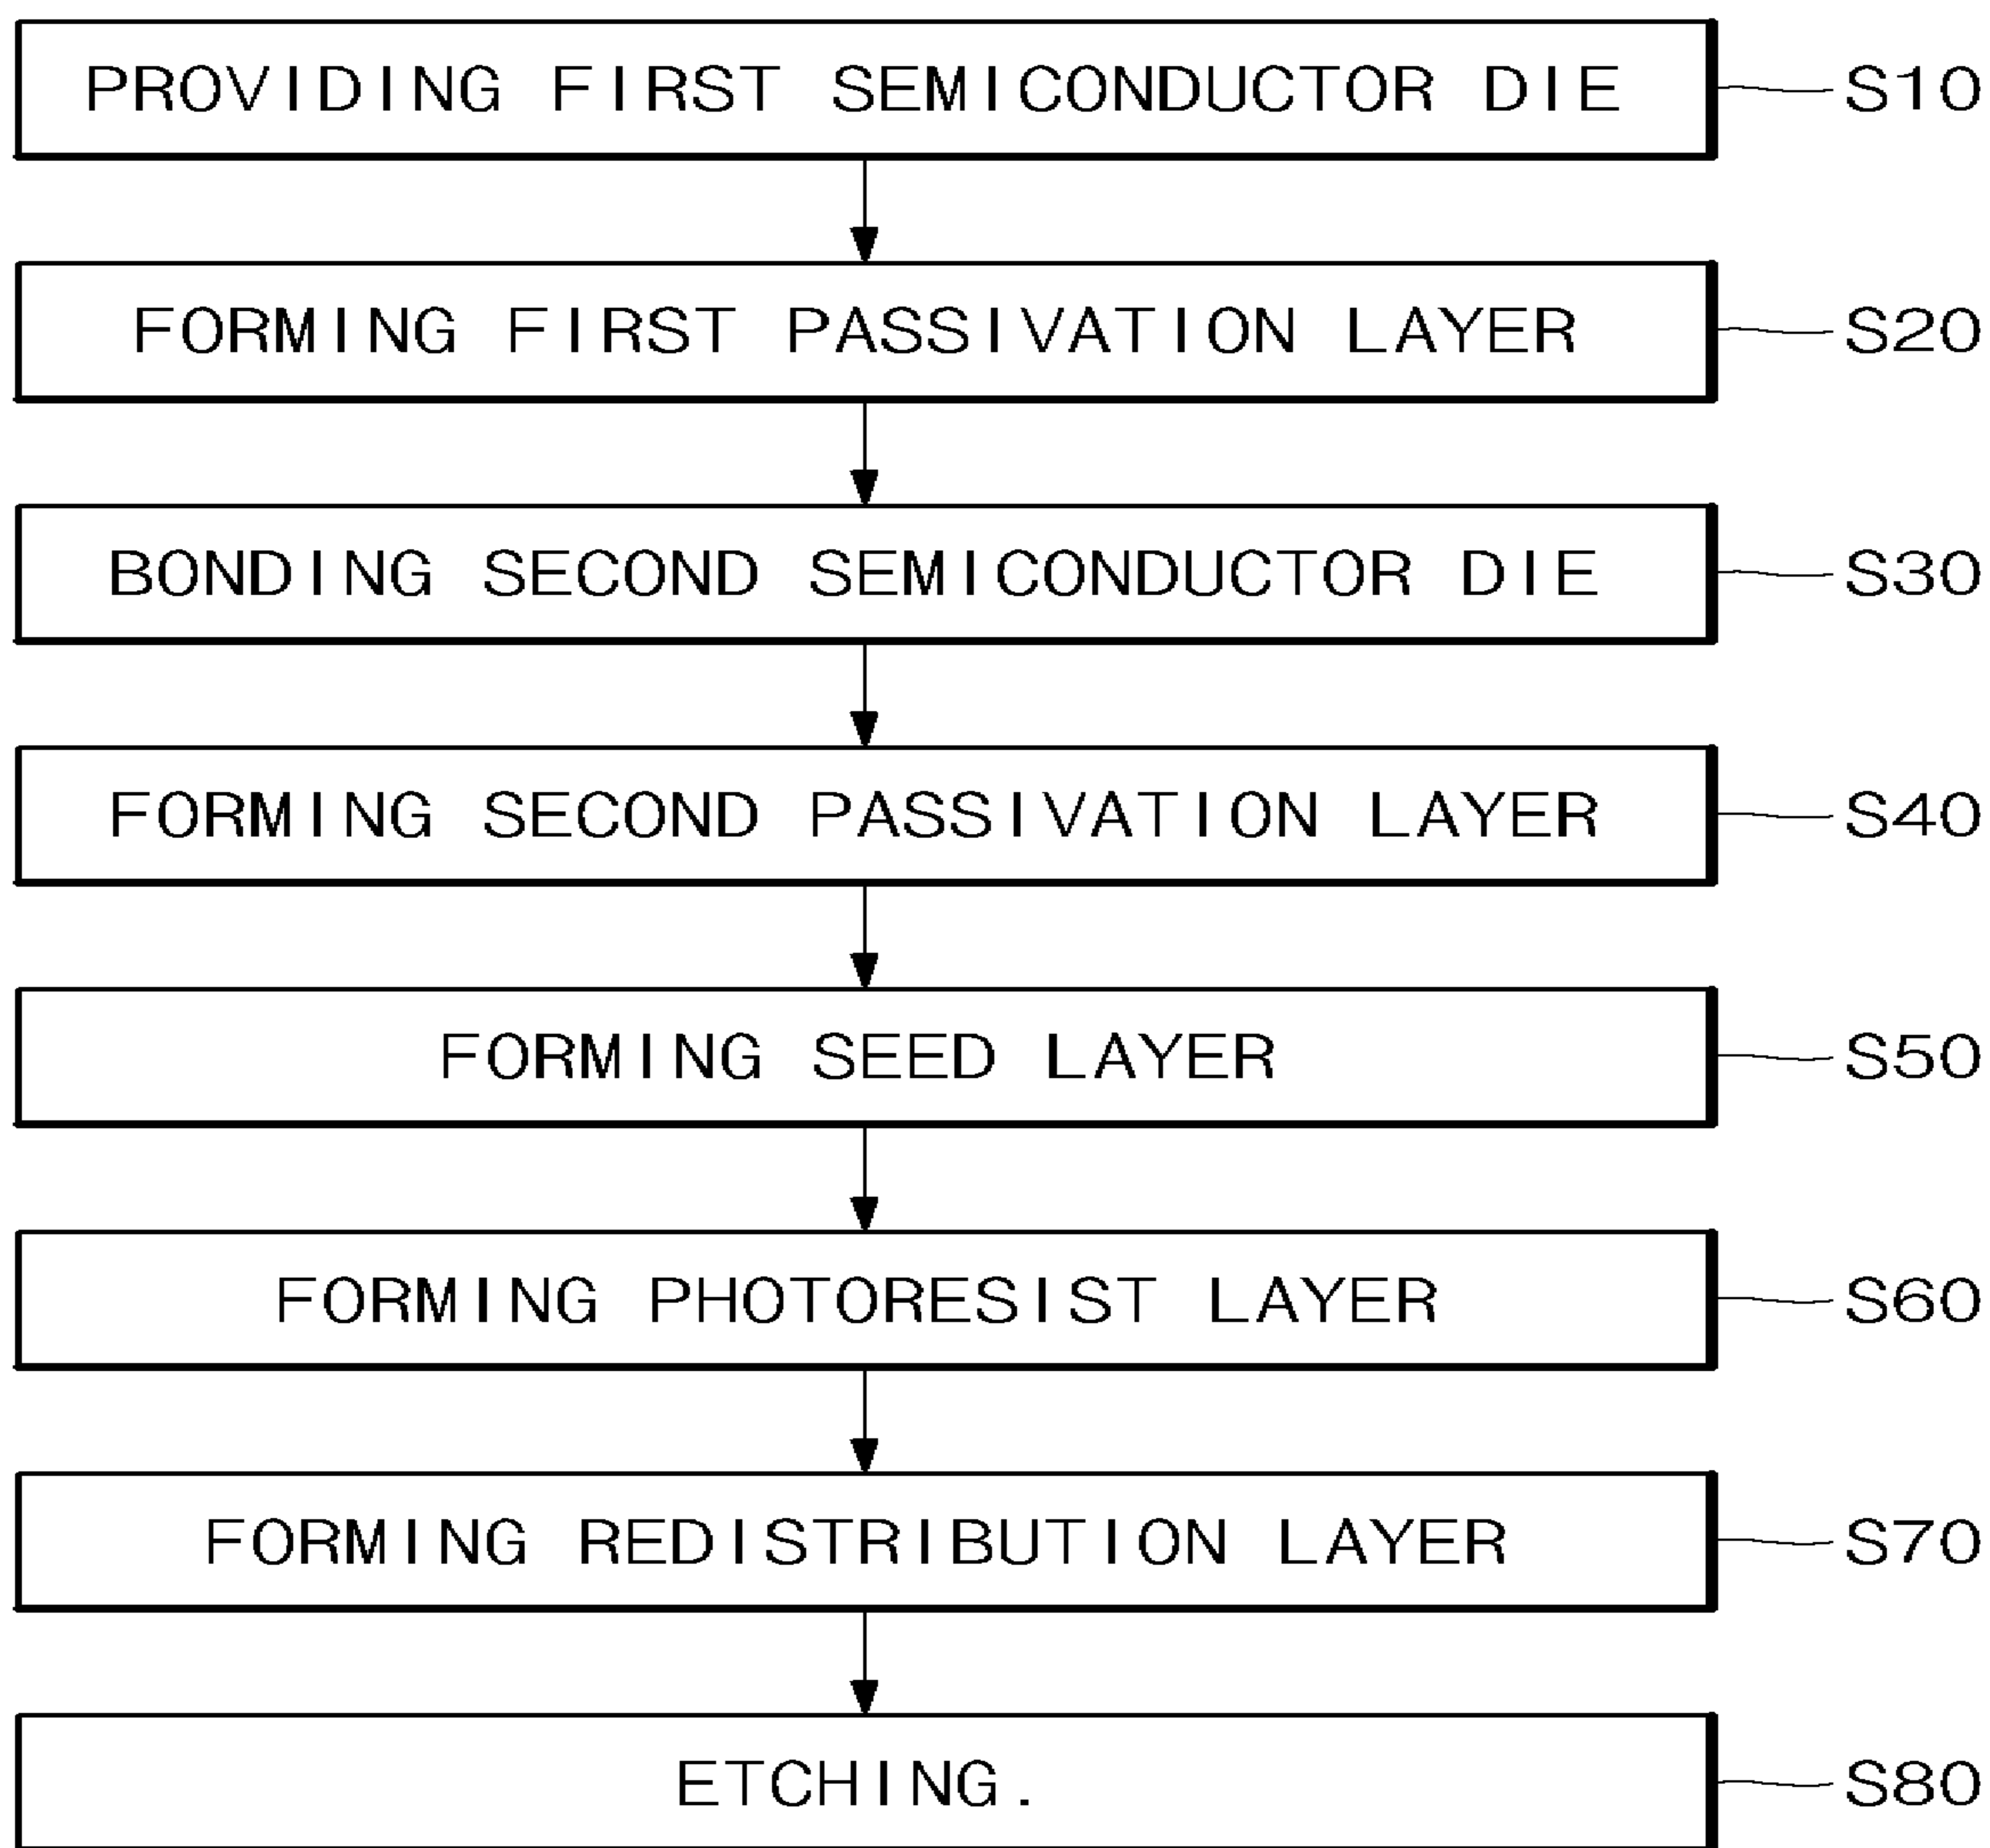 PROVIDING FIRST SEMICONDUCTOR DIE S10
FORMING FIRST PASSIVATION LAYER S20
BONDING SECOND SEMICONDUCTOR DIE S30
FORMING SECOND PASSIVATION LAYER S40
FORMING SEED LAYER S50
FORMING PHOTORESIST LAYER S60
FORMING REDISTRIBUTION LAYER S70
ETCHING. S80